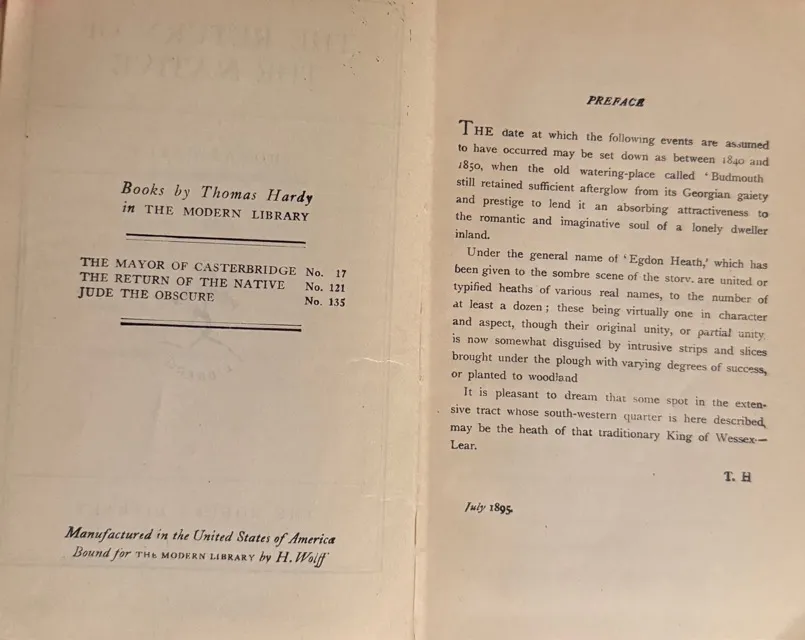 Books by Thomas Hardy
in THE MODERN LIBRARY
THE MAYOR OF CASTERBRIDGE No. 17
THE RETURN OF THE NATIVE No. 121
JUDE THE OBSCURE No. 135
Manufactured in the United States of America
Bound for THE MODERN LIBRARY by H. Wolff
PREFACE
THE date at which the following events are assumed
to have occurred may be set down as between 1840 and
1850, when the old watering-place called ‘Budmouth
still retained sufficient afterglow from its Georgian gaiety
and prestige to lend it an absorbing attractiveness to
the romantic and imaginative soul of a lonely dweller
inland.
Under the general name of ‘Egdon Heath,’ which has
been given to the sombre scene of the story. are united or
typified heaths of various real names, to the number of
at least a dozen; these being virtually one in character
and aspect, though their original unity, or partial unity
is now somewhat disguised by intrusive strips and slices
brought under the plough with varying degrees of success,
or planted to woodland
It is pleasant to dream that some spot in the exten-
sive tract whose south-western quarter is here described,
may be the heath of that traditionary King of Wessex—
Lear.
T. H
July 1895.